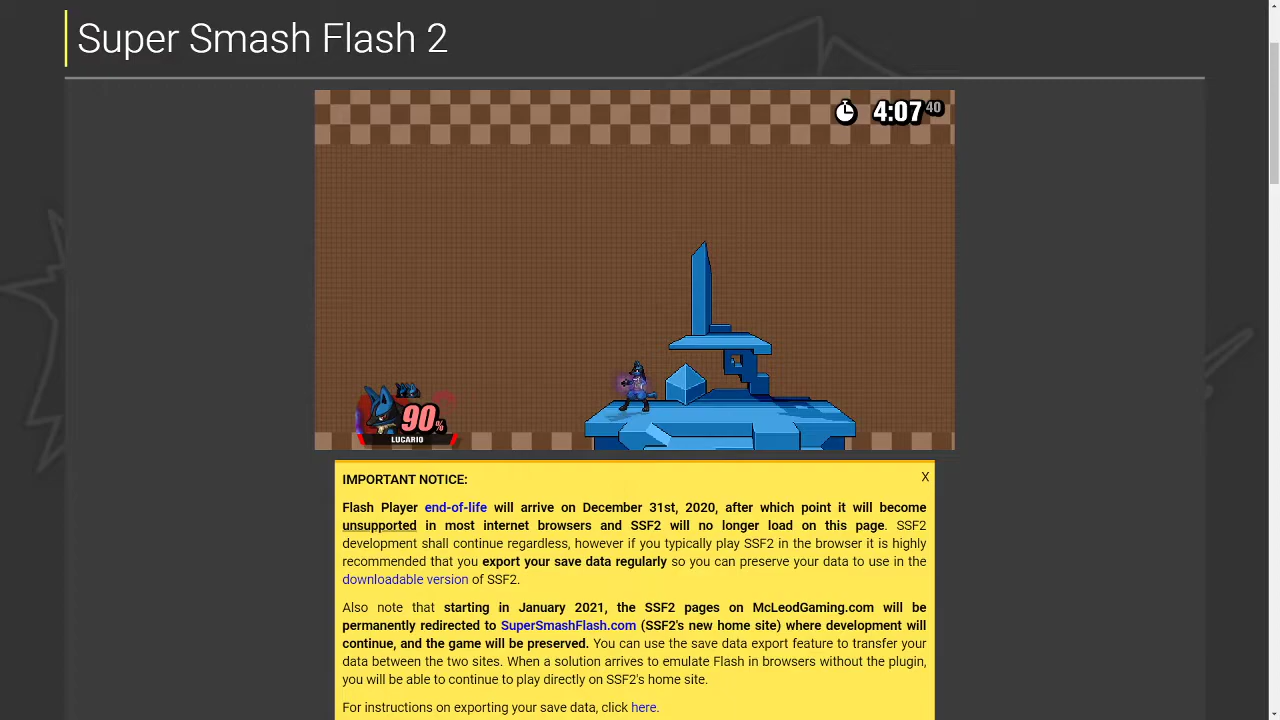 Super Smash Flash 2
4:07 40
90%
LUCARIO
IMPORTANT NOTICE:
X
Flash Player end-of-life will arrive on December 31st, 2020, after which point it will become
unsupported in most internet browsers and SSF2 will no longer load on this page. SSF2
development shall continue regardless, however if you typically play SSF2 in the browser it is highly
recommended that you export your save data regularly so you can preserve your data to use in the
downloadable version of SSF2.
Also note that starting in January 2021, the SSF2 pages on McLeodGaming.com will be
permanently redirected to SuperSmashFlash.com (SSF2's new home site) where development will
continue, and the game will be preserved. You can use the save data export feature to transfer your
data between the two sites. When a solution arrives to emulate Flash in browsers without the plugin,
you will be able to continue to play directly on SSF2's home site.
For instructions on exporting your save data, click here.